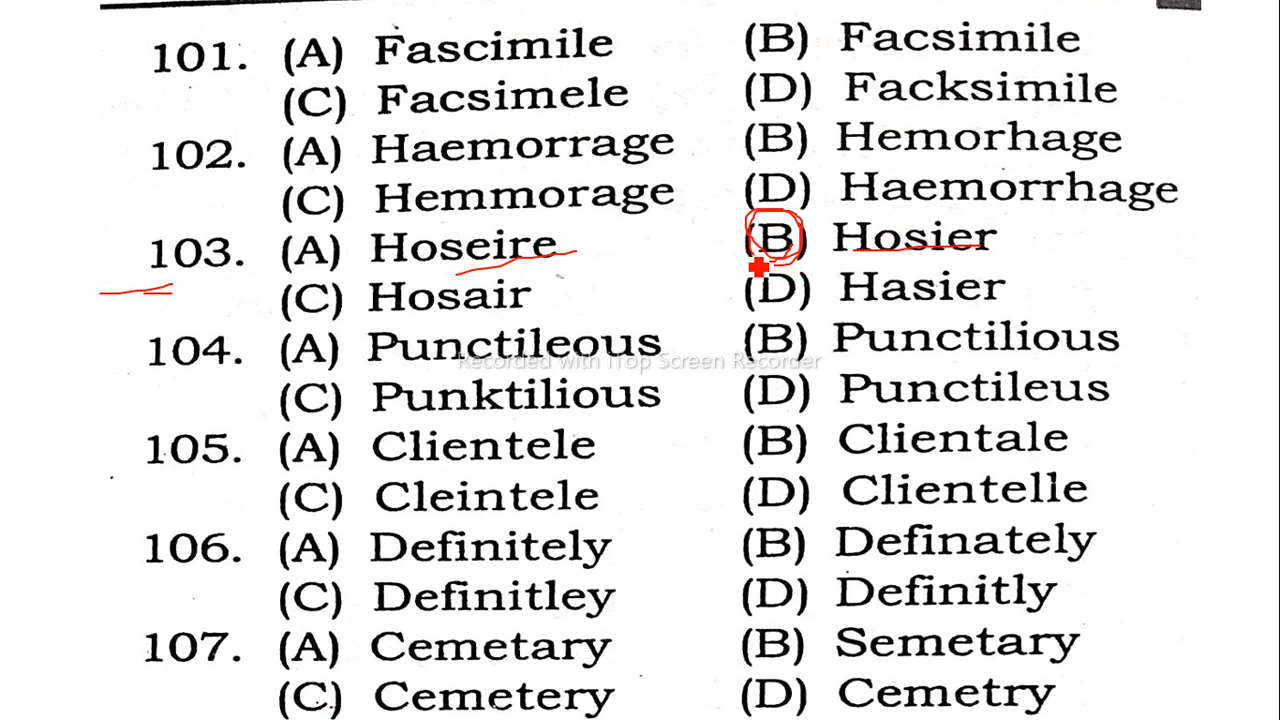 101. (A) Fascimile (B) Facsimile
(C) Facsimele (D) Facksimile
102. (A) Haemorrage (B) Hemorhage
(C) Hemmorage (D) Haemorrhage
103. (A) Hoseire (B) Hosier
(C) Hosair (D) Hasier
104. (A) Punctileous (B) Punctilious
Recorded with iTop Screen Recorder
(C) Punktilious (D) Punctileus
105. (A) Clientele (B) Clientale
(C) Cleintele (D) Clientelle
106. (A) Definitely (B) Definately
(C) Definitley (D) Definitly
107. (A) Cemetary (B) Semetary
(C) Cemetery (D) Cemetry